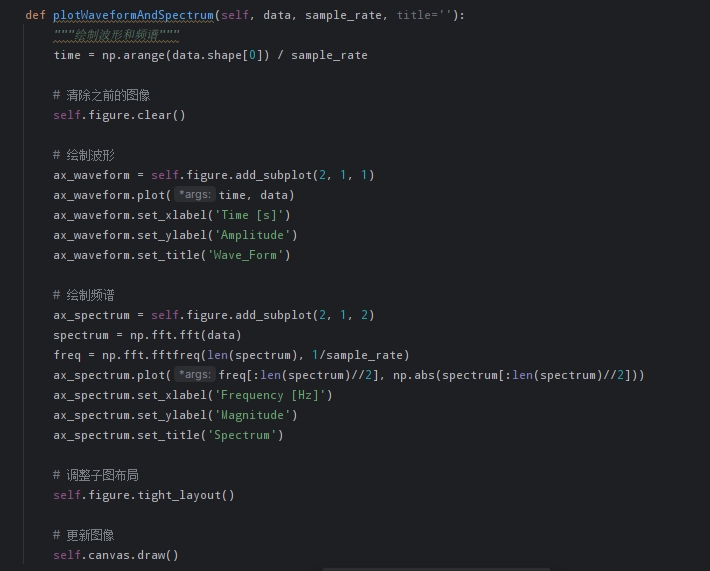 def plotWaveformAndSpectrum(self, data, sample_rate, title=''):
"""绘制波形和频谱"""
time = np.arange(data.shape[0]) / sample_rate
# 清除之前的图像
self.figure.clear()
# 绘制波形
ax_waveform = self.figure.add_subplot(2, 1, 1)
ax_waveform.plot( *args: time, data)
ax_waveform.set_xlabel('Time [s]')
ax_waveform.set_ylabel('Amplitude')
ax_waveform.set_title('Wave_Form')
# 绘制频谱
ax_spectrum = self.figure.add_subplot(2, 1, 2)
spectrum = np.fft.fft(data)
freq = np.fft.fftfreq(len(spectrum), 1/sample_rate)
ax_spectrum.plot( *args: freq[:len(spectrum)//2], np.abs(spectrum[:len(spectrum)//2]))
ax_spectrum.set_xlabel('Frequency [Hz]')
ax_spectrum.set_ylabel('Magnitude')
ax_spectrum.set_title('Spectrum')
# 调整子图布局
self.figure.tight_layout()
# 更新图像
self.canvas.draw()